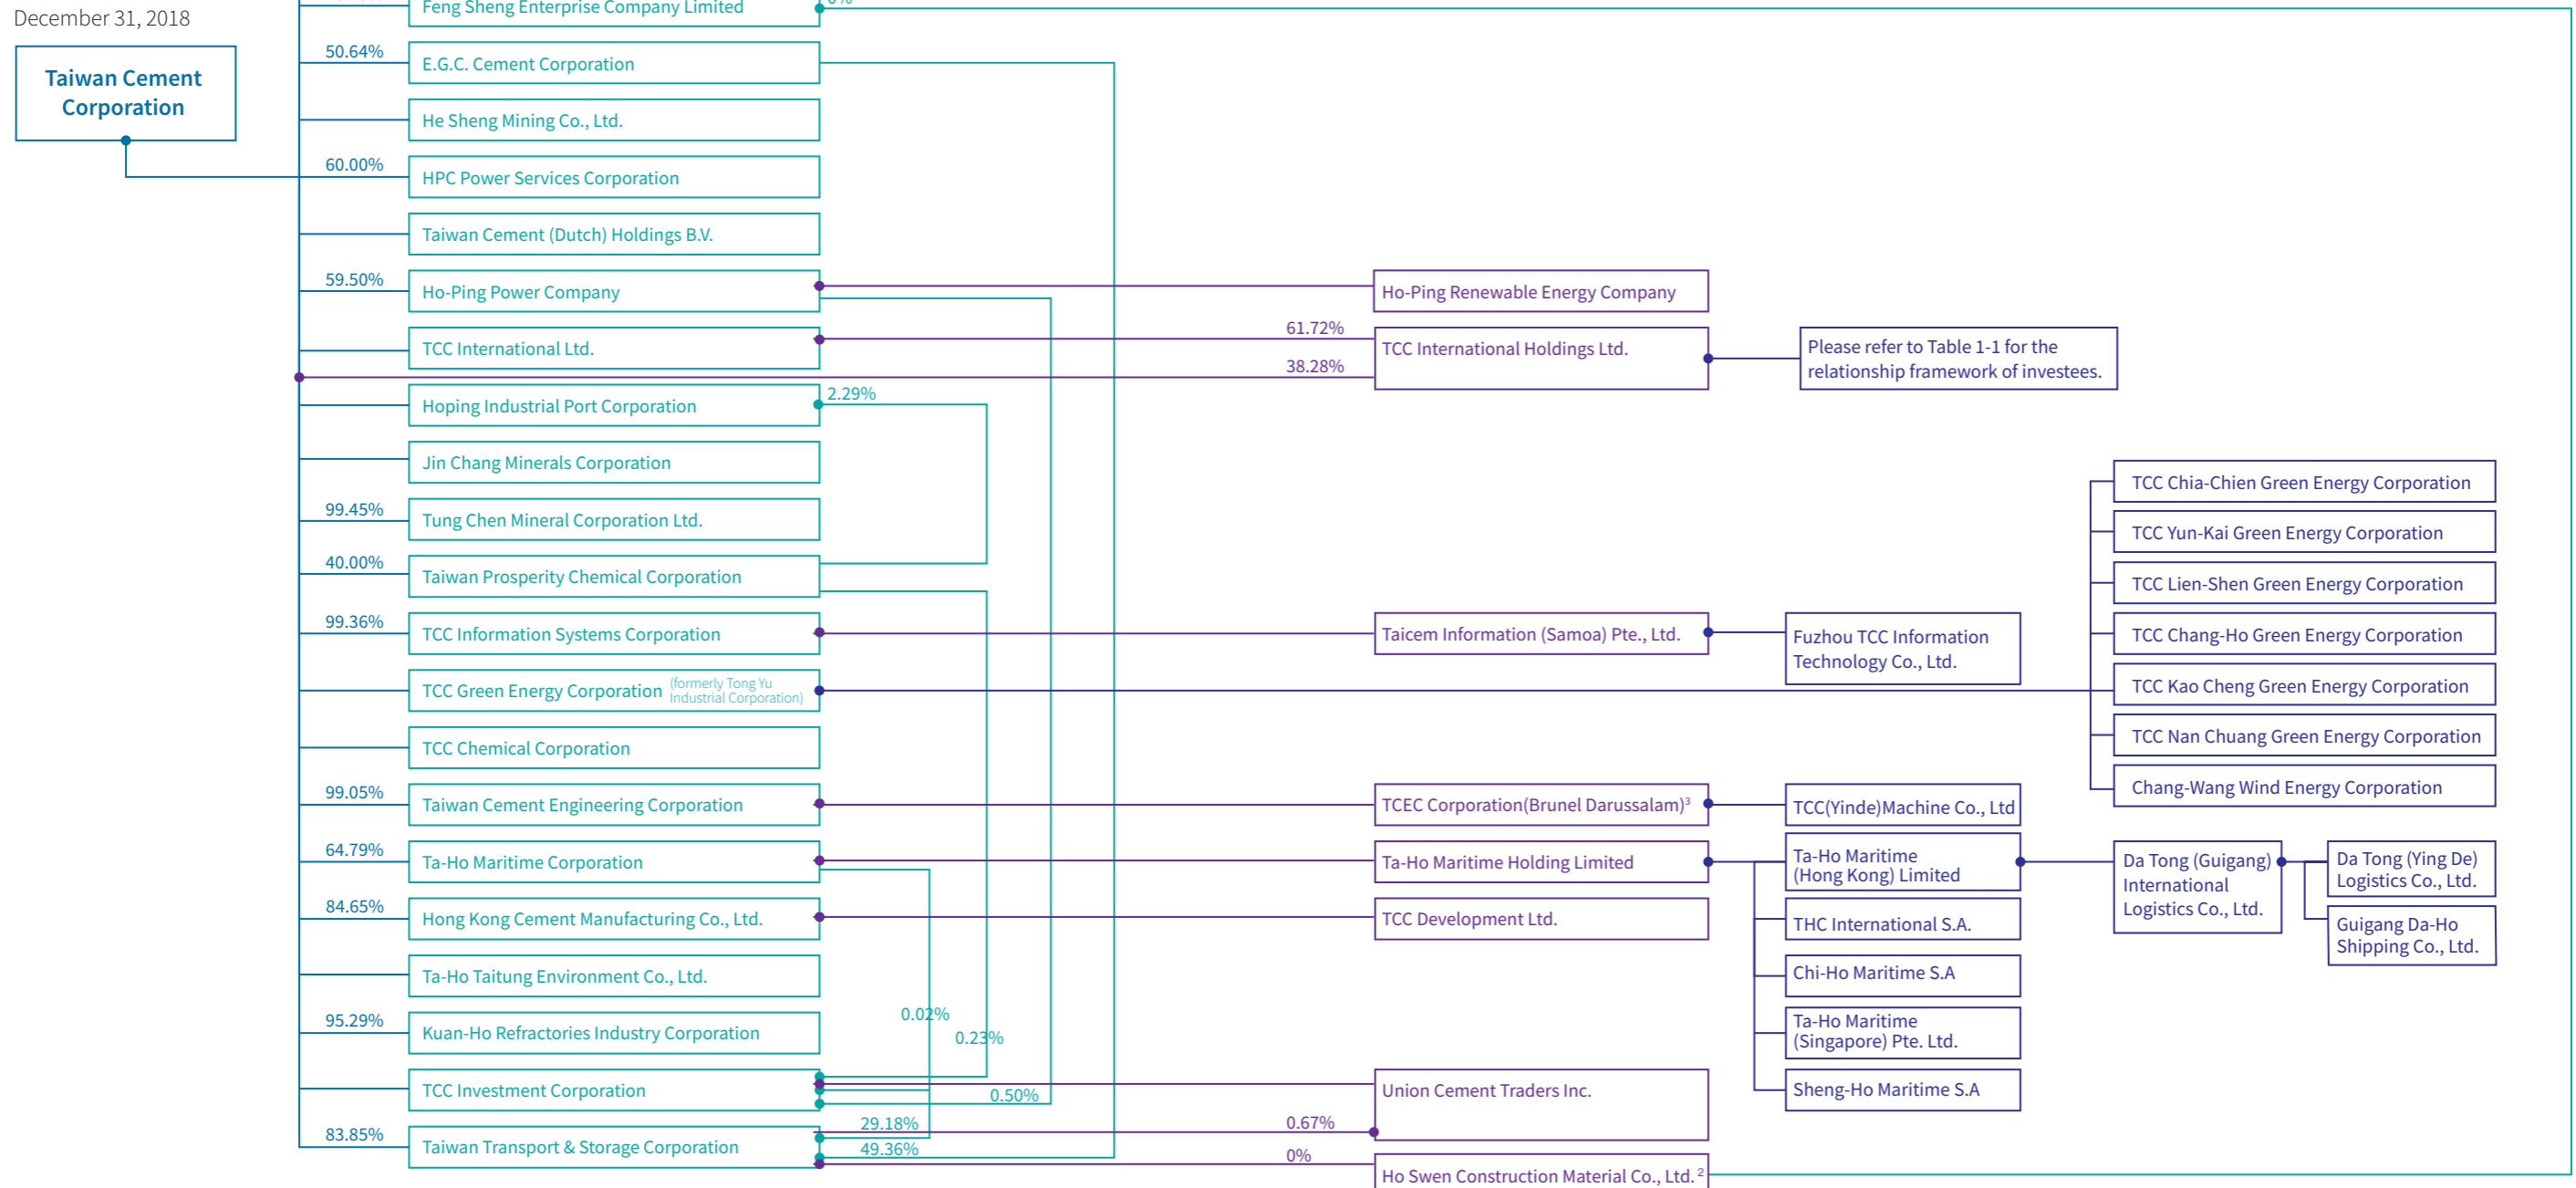 December 31, 2018
Taiwan Cement
Corporation
Feng Sheng Enterprise Company Limited
50.64%
E.G.C. Cement Corporation
He Sheng Mining Co., Ltd.
60.00%
HPC Power Services Corporation
Taiwan Cement (Dutch) Holdings B.V.
59.50%
Ho-Ping Power Company
Ho-Ping Renewable Energy Company
TCC International Ltd.
61.72%
38.28%
TCC International Holdings Ltd.
Please refer to Table 1-1 for the
relationship framework of investees.
Hoping Industrial Port Corporation
2.29%
Jin Chang Minerals Corporation
99.45%
Tung Chen Mineral Corporation Ltd.
40.00%
Taiwan Prosperity Chemical Corporation
99.36%
TCC Information Systems Corporation
Taicem Information (Samoa) Pte., Ltd.
Fuzhou TCC Information
Technology Co., Ltd.
TCC Green Energy Corporation
(formerly Tong Yu
Industrial Corporation)
TCC Chia-Chien Green Energy Corporation
TCC Yun-Kai Green Energy Corporation
TCC Lien-Shen Green Energy Corporation
TCC Chang-Ho Green Energy Corporation
TCC Kao Cheng Green Energy Corporation
TCC Nan Chuang Green Energy Corporation
Chang-Wang Wind Energy Corporation
TCC Chemical Corporation
99.05%
Taiwan Cement Engineering Corporation
TCEC Corporation(Brunel Darussalam)³
TCC(Yinde)Machine Co., Ltd
64.79%
Ta-Ho Maritime Corporation
Ta-Ho Maritime Holding Limited
Ta-Ho Maritime
(Hong Kong) Limited
Da Tong (Guigang)
International
Logistics Co., Ltd.
Da Tong (Ying De)
Logistics Co., Ltd.
Guigang Da-Ho
Shipping Co., Ltd.
THC International S.A.
Chi-Ho Maritime S.A
Ta-Ho Maritime
(Singapore) Pte. Ltd.
Sheng-Ho Maritime S.A
84.65%
Hong Kong Cement Manufacturing Co., Ltd.
TCC Development Ltd.
Ta-Ho Taitung Environment Co., Ltd.
95.29%
Kuan-Ho Refractories Industry Corporation
0.02%
0.23%
TCC Investment Corporation
0.50%
Union Cement Traders Inc.
83.85%
Taiwan Transport & Storage Corporation
29.18%
49.36%
0.67%
0%
Ho Swen Construction Material Co., Ltd.²